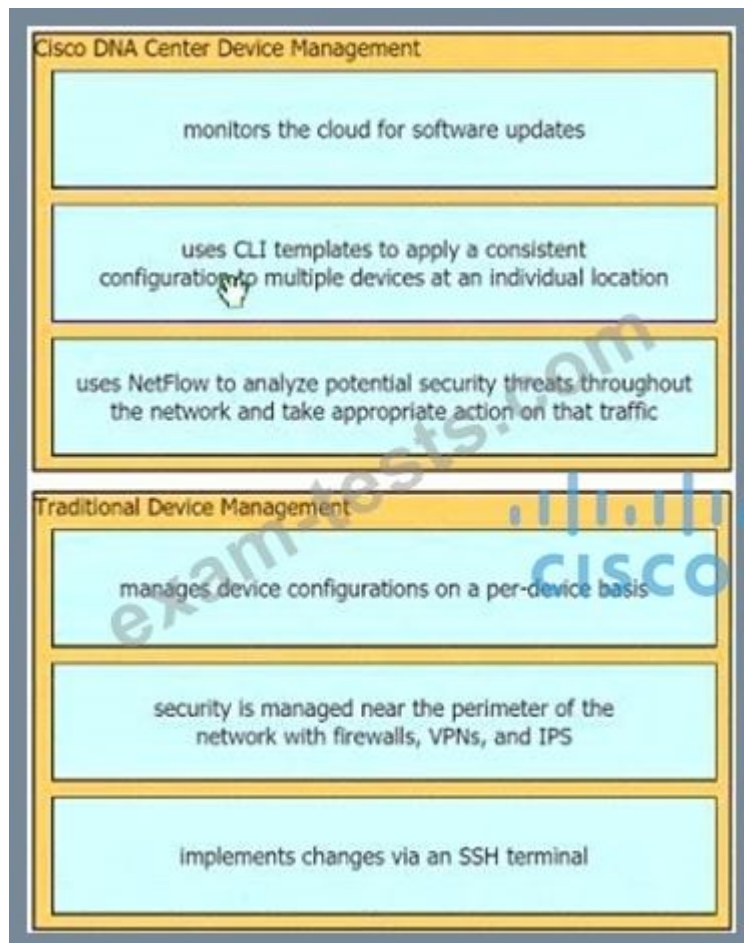 Cisco DNA Center Device Management
monitors the cloud for software updates
uses CLI templates to apply a consistent
configuration to multiple devices at an individual location
uses NetFlow to analyze potential security threats throughout
the network and take appropriate action on that traffic
Traditional Device Management
manages device configurations on a per-device basis
security is managed near the perimeter of the
network with firewalls, VPNs, and IPS
implements changes via an SSH terminal
exam-tests.com
CISCO